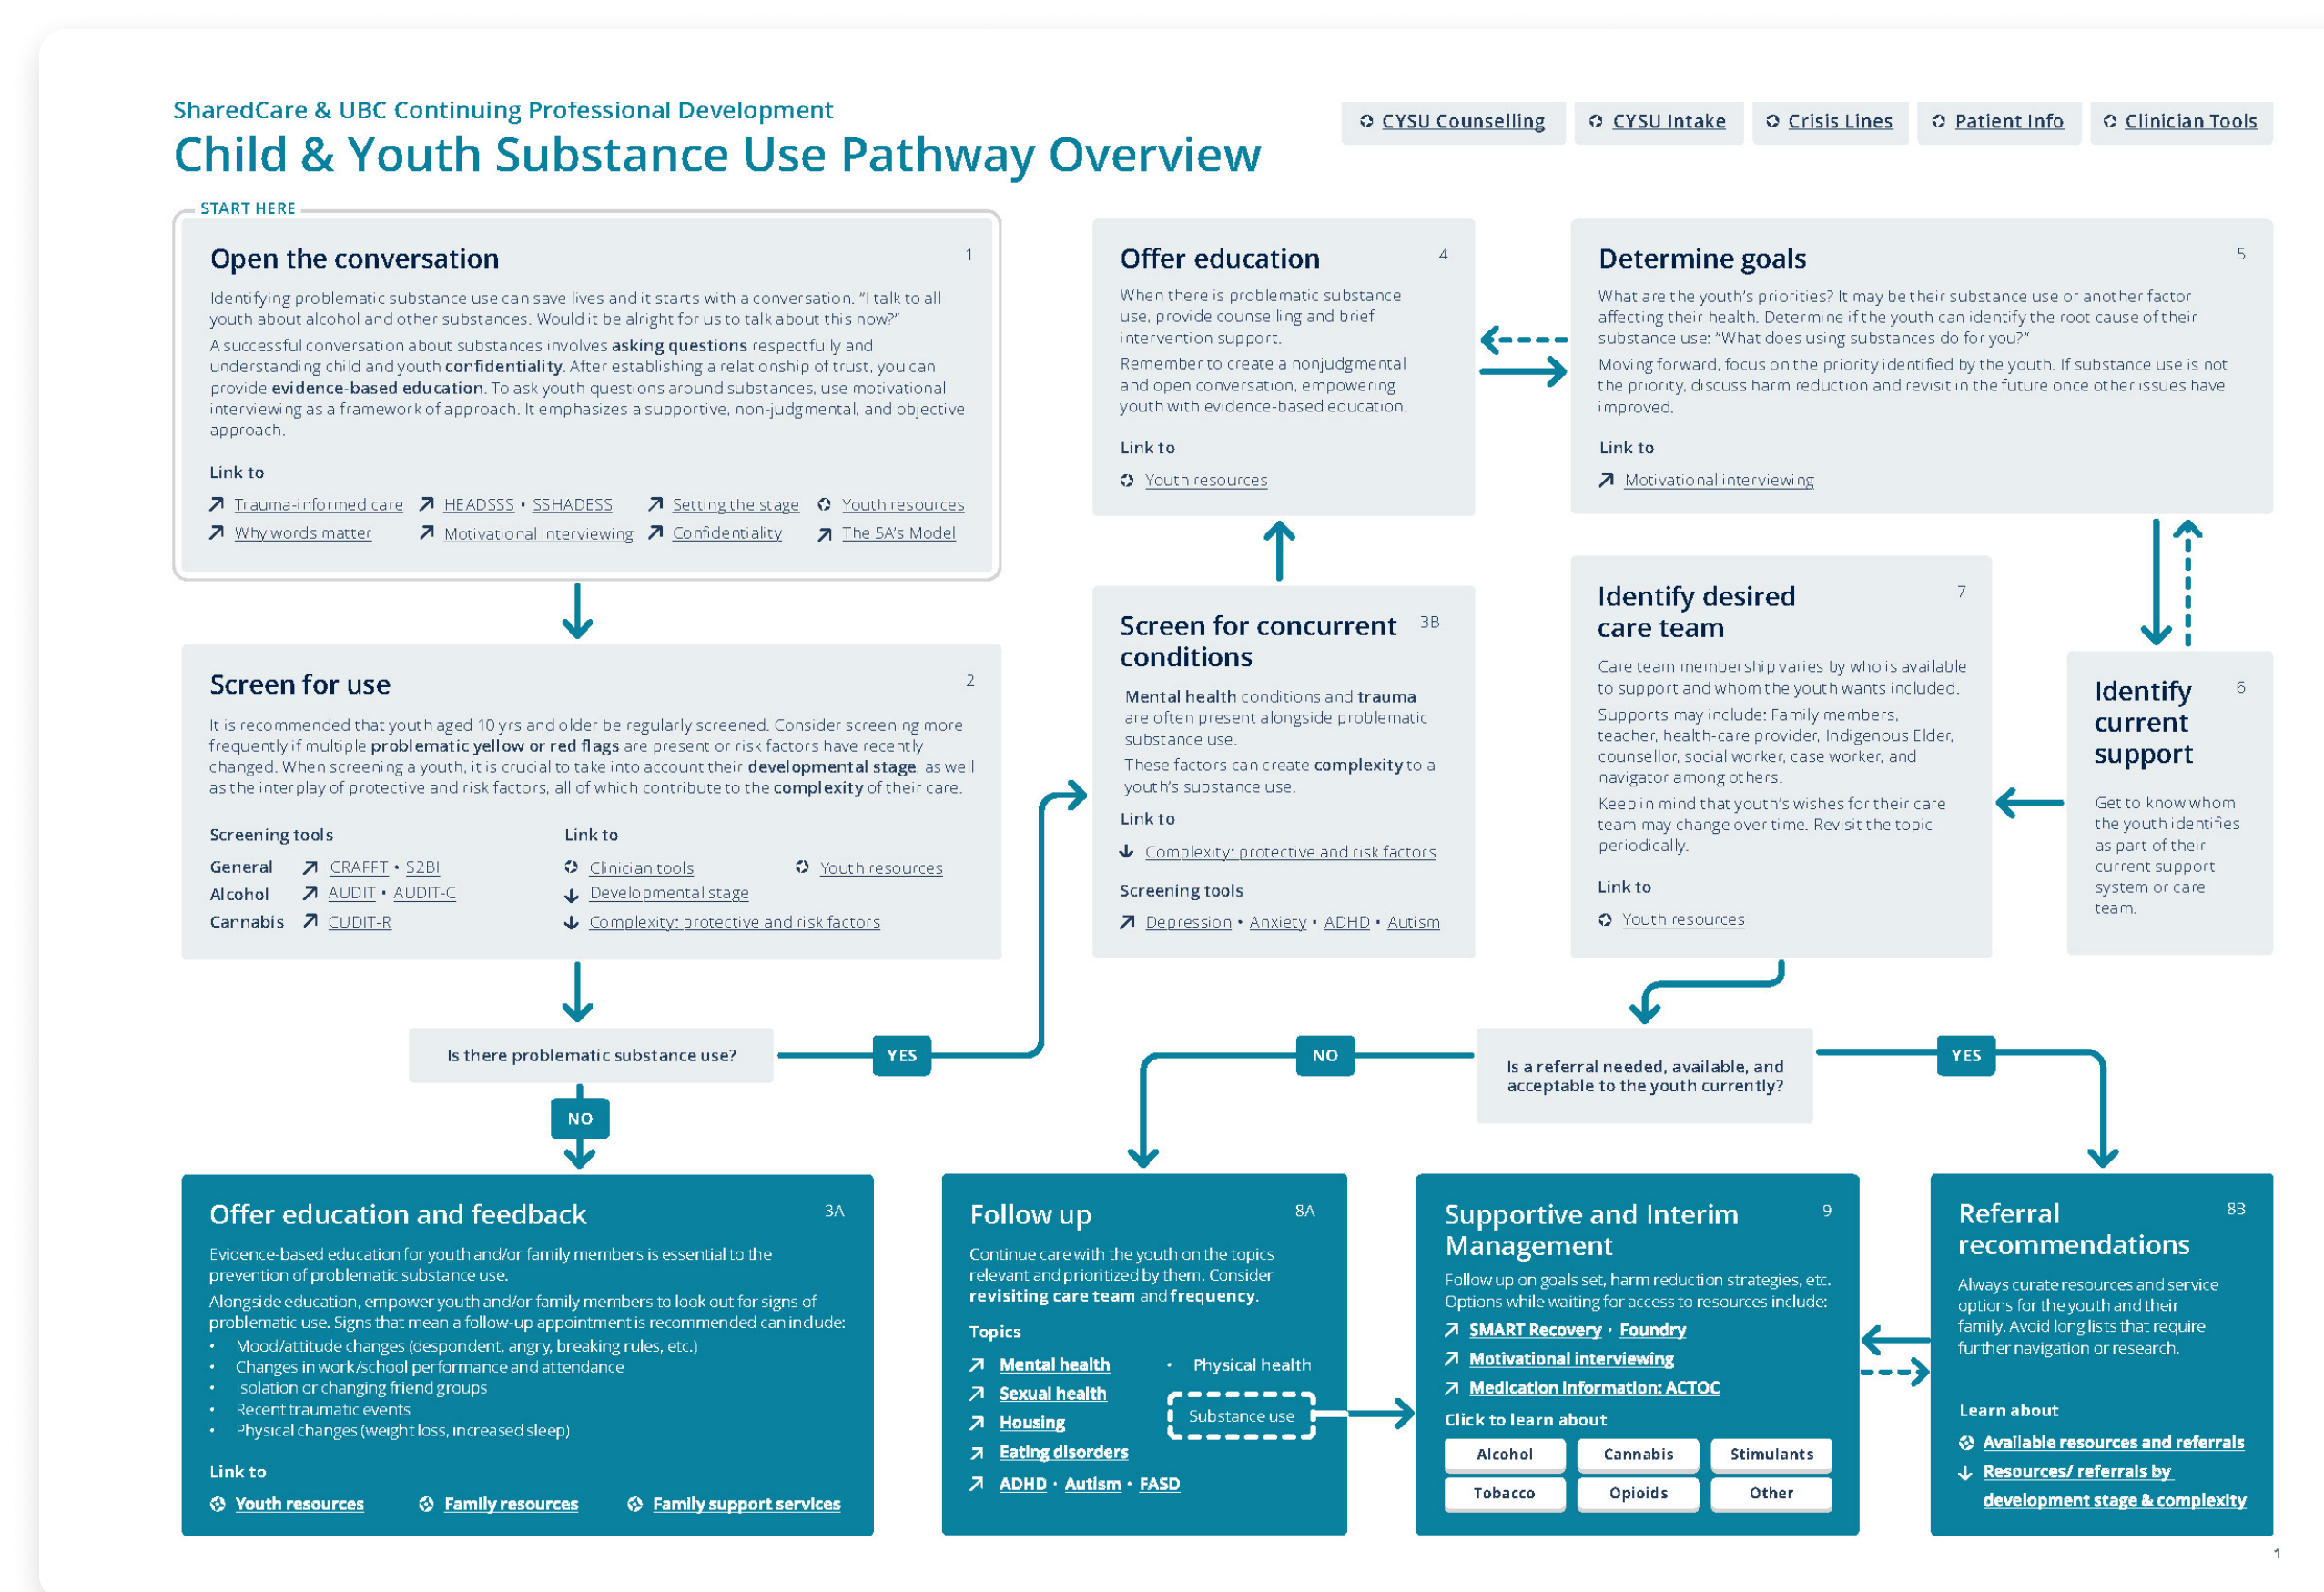 SharedCare & UBC Continuing Professional Development
Child & Youth Substance Use Pathway Overview
CYSU Counselling
CYSU Intake
Crisis Lines
Patient Info
Clinician Tools
START HERE
Open the conversation 1
Identifying problematic substance use can save lives and it starts with a conversation. "I talk to all
youth about alcohol and other substances. Would it be alright for us to talk about this now?"
A successful conversation about substances involves asking questions respectfully and
understanding child and youth confidentiality. After establishing a relationship of trust, you can
provide evidence-based education. To ask youth questions around substances, use motivational
interviewing as a framework of approach. It emphasizes a supportive, non-judgmental, and objective
approach.
Link to
Trauma-informed care HEADSSS • SSHADESS Setting the stage Youth resources
Why words matter Motivational interviewing Confidentiality The 5A's Model
Screen for use 2
It is recommended that youth aged 10 yrs and older be regularly screened. Consider screening more
frequently if multiple problematic yellow or red flags are present or risk factors have recently
changed. When screening a youth, it is crucial to take into account their developmental stage, as well
as the interplay of protective and risk factors, all of which contribute to the complexity of their care.
Screening tools
General CRAFFT • S2BI
Alcohol AUDIT • AUDIT-C
Cannabis CUDIT-R
Link to
Clinician tools Youth resources
Developmental stage
Complexity: protective and risk factors
Is there problematic substance use?
YES
NO
Offer education and feedback 3A
Evidence-based education for youth and/or family members is essential to the
prevention of problematic substance use.
Alongside education, empower youth and/or family members to look out for signs of
problematic use. Signs that mean a follow-up appointment is recommended can include:
• Mood/attitude changes (despondent, angry, breaking rules, etc.)
• Changes in work/school performance and attendance
• Isolation or changing friend groups
• Recent traumatic events
• Physical changes (weight loss, increased sleep)
Link to
Youth resources Family resources Family support services
Screen for concurrent 3B
conditions
Mental health conditions and trauma
are often present alongside problematic
substance use.
These factors can create complexity to a
youth's substance use.
Link to
Complexity: protective and risk factors
Screening tools
Depression • Anxiety • ADHD • Autism
Offer education 4
When there is problematic substance
use, provide counselling and brief
intervention support.
Remember to create a nonjudgmental
and open conversation, empowering
youth with evidence-based education.
Link to
Youth resources
Determine goals 5
What are the youth's priorities? It may be their substance use or another factor
affecting their health. Determine if the youth can identify the root cause of their
substance use: "What does using substances do for you?"
Moving forward, focus on the priority identified by the youth. If substance use is not
the priority, discuss harm reduction and revisit in the future once other issues have
improved.
Link to
Motivational interviewing
Identify 6
current
support
Get to know whom
the youth identifies
as part of their
current support
system or care
team.
Identify desired 7
care team
Care team membership varies by who is available
to support and whom the youth wants included.
Supports may include: Family members,
teacher, health-care provider, Indigenous Elder,
counsellor, social worker, case worker, and
navigator among others.
Keep in mind that youth's wishes for their care
team may change over time. Revisit the topic
periodically.
Link to
Youth resources
Is a referral needed, available, and
acceptable to the youth currently?
NO
YES
Follow up 8A
Continue care with the youth on the topics
relevant and prioritized by them. Consider
revisiting care team and frequency.
Topics
Mental health • Physical health
Sexual health
Substance use
Housing
Eating disorders
ADHD • Autism • FASD
Supportive and Interim 9
Management
Follow up on goals set, harm reduction strategies, etc.
Options while waiting for access to resources include:
SMART Recovery • Foundry
Motivational interviewing
Medication Information: ACTOC
Click to learn about
Alcohol Cannabis Stimulants
Tobacco Opioids Other
Referral 8B
recommendations
Always curate resources and service
options for the youth and their
family. Avoid long lists that require
further navigation or research.
Learn about
Available resources and referrals
Resources/ referrals by
development stage & complexity
1